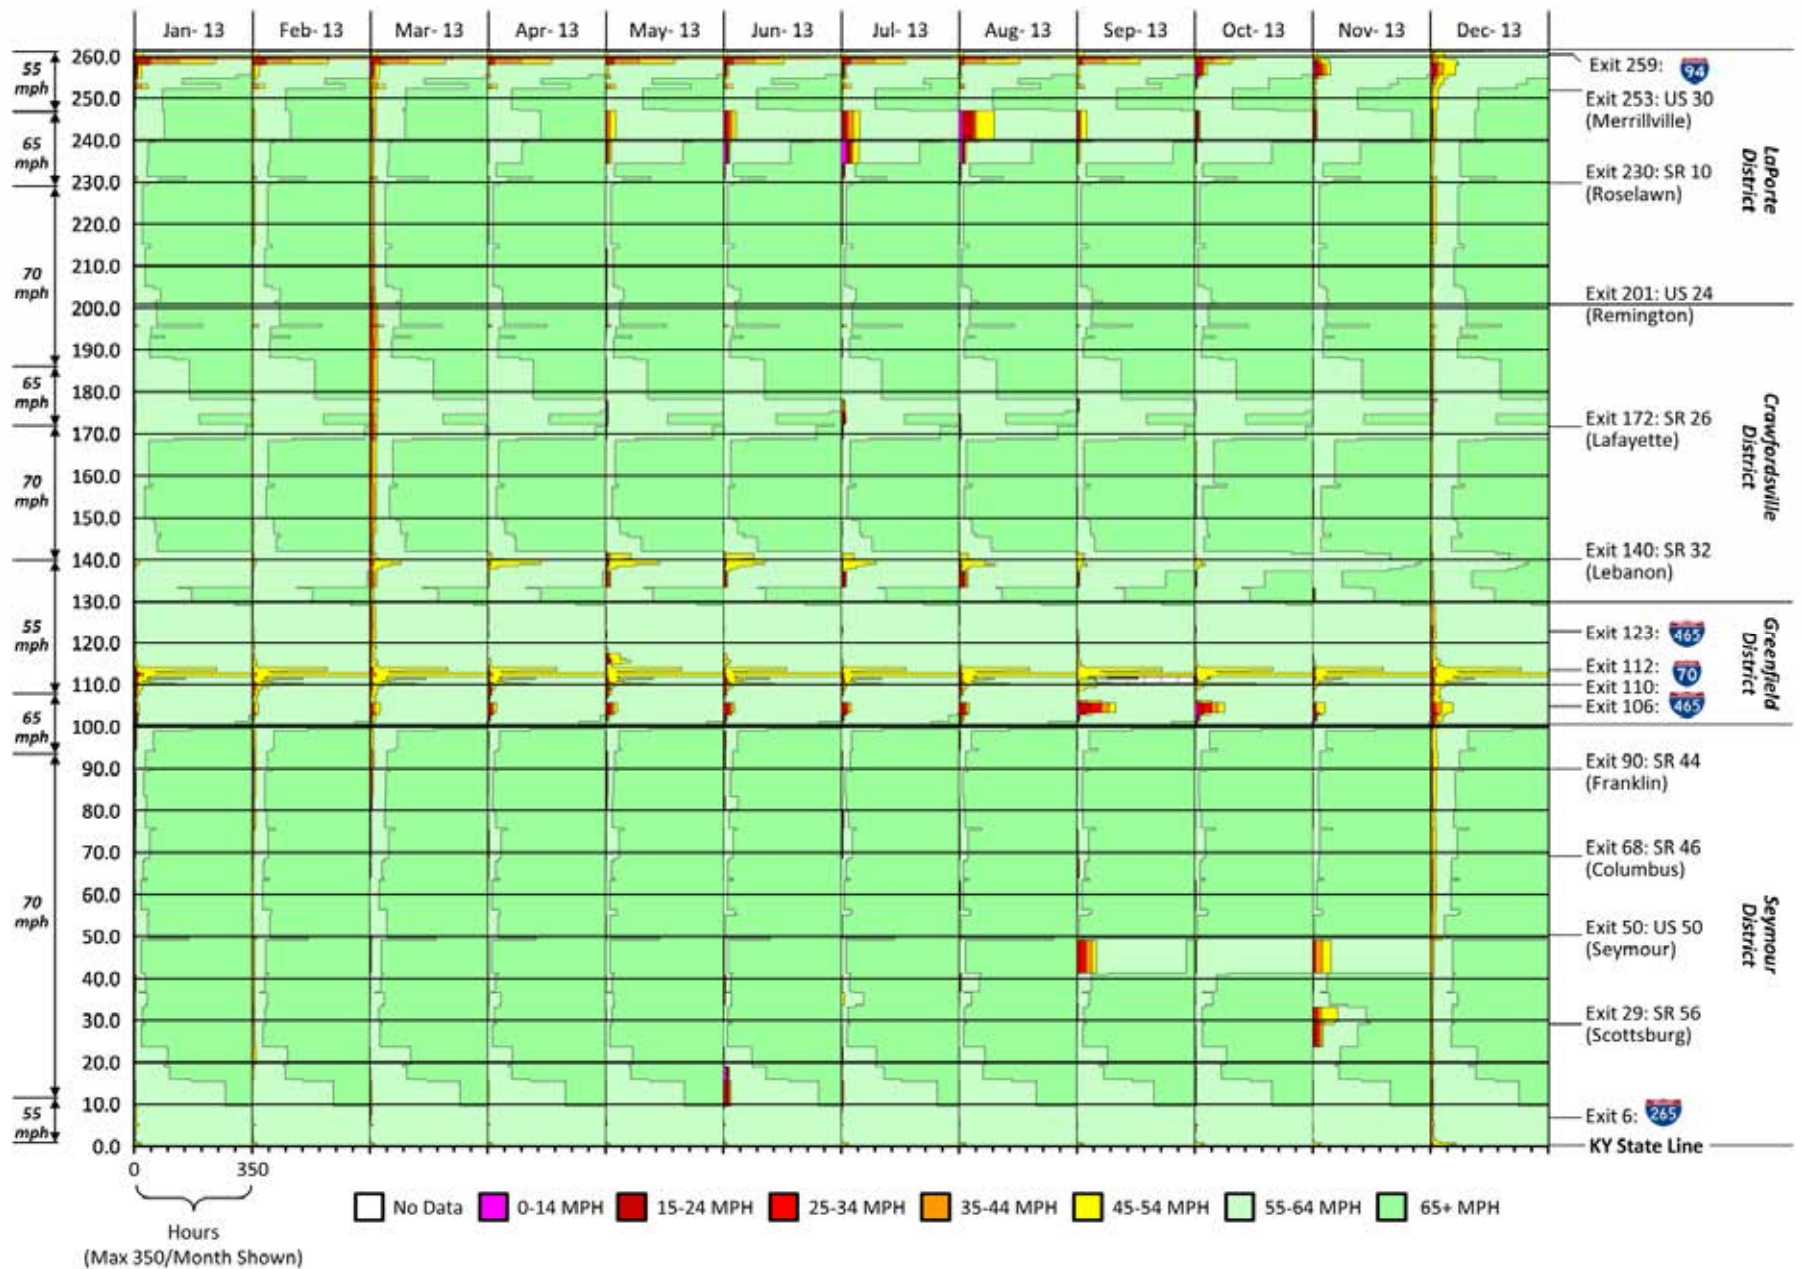 Jan- 13 Feb- 13 Mar- 13 Apr- 13 May- 13 Jun- 13 Jul- 13 Aug- 13 Sep- 13 Oct- 13 Nov- 13 Dec- 13
260.0
250.0
240.0
230.0
220.0
210.0
200.0
190.0
180.0
170.0
160.0
150.0
140.0
130.0
120.0
110.0
100.0
90.0
80.0
70.0
60.0
50.0
40.0
30.0
20.0
10.0
0.0
55
mph
65
mph
70
mph
65
mph
70
mph
55
mph
65
mph
70
mph
55
mph
Exit 259: 94
Exit 253: US 30
(Merrillville)
Exit 230: SR 10
(Roselawn)
Exit 201: US 24
(Remington)
Exit 172: SR 26
(Lafayette)
Exit 140: SR 32
(Lebanon)
Exit 123: 465
Exit 112: 70
Exit 110:
Exit 106: 465
Exit 90: SR 44
(Franklin)
Exit 68: SR 46
(Columbus)
Exit 50: US 50
(Seymour)
Exit 29: SR 56
(Scottsburg)
Exit 6: 265
KY State Line
LaPorte
District
Crawfordsville
District
Greenfield
District
Seymour
District
0 350
Hours
(Max 350/Month Shown)
No Data 0-14 MPH 15-24 MPH 25-34 MPH 35-44 MPH 45-54 MPH 55-64 MPH 65+ MPH